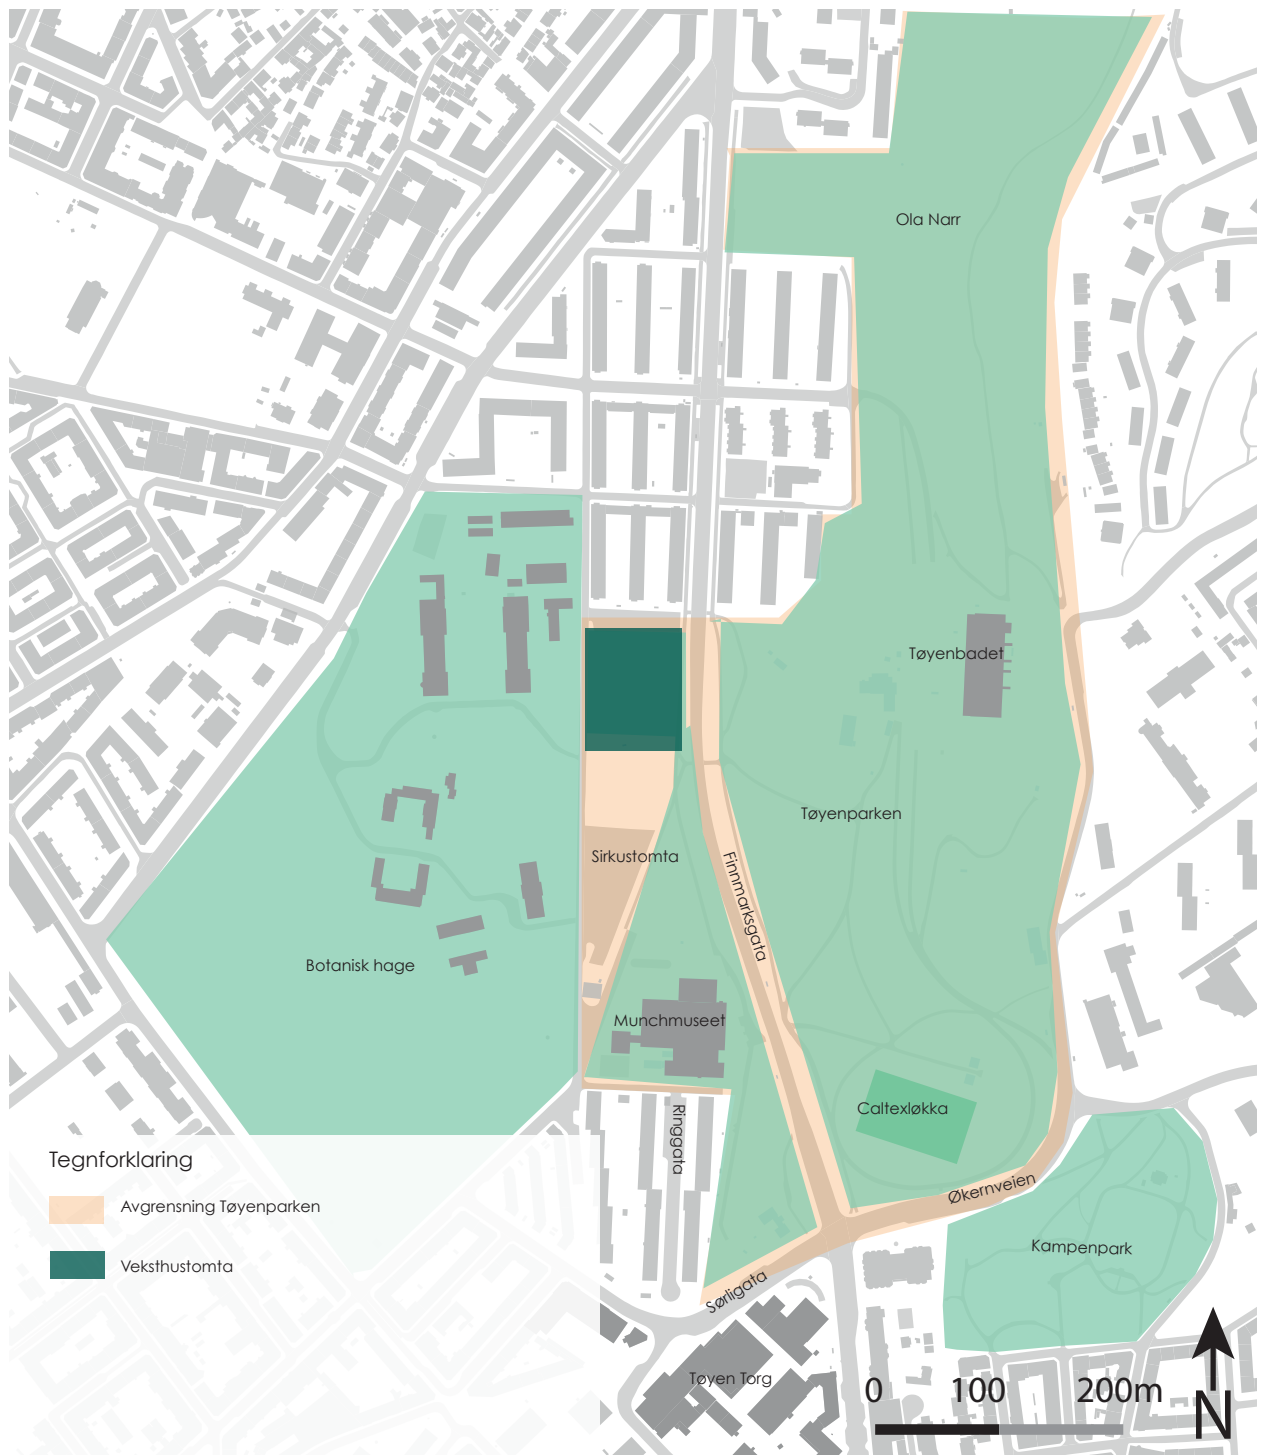 Ola Narr
Tøyenbadet
Tøyenparken
Sirkustomta
Finnmarksgata
Botanisk hage
Munchmuseet
Caltexløkka
Ringgata
Tegnforklaring
Avgrensning Tøyenparken
Veksthustomta
Økernveien
Kampenpark
Sørligata
Tøyen Torg
0 100 200m
N